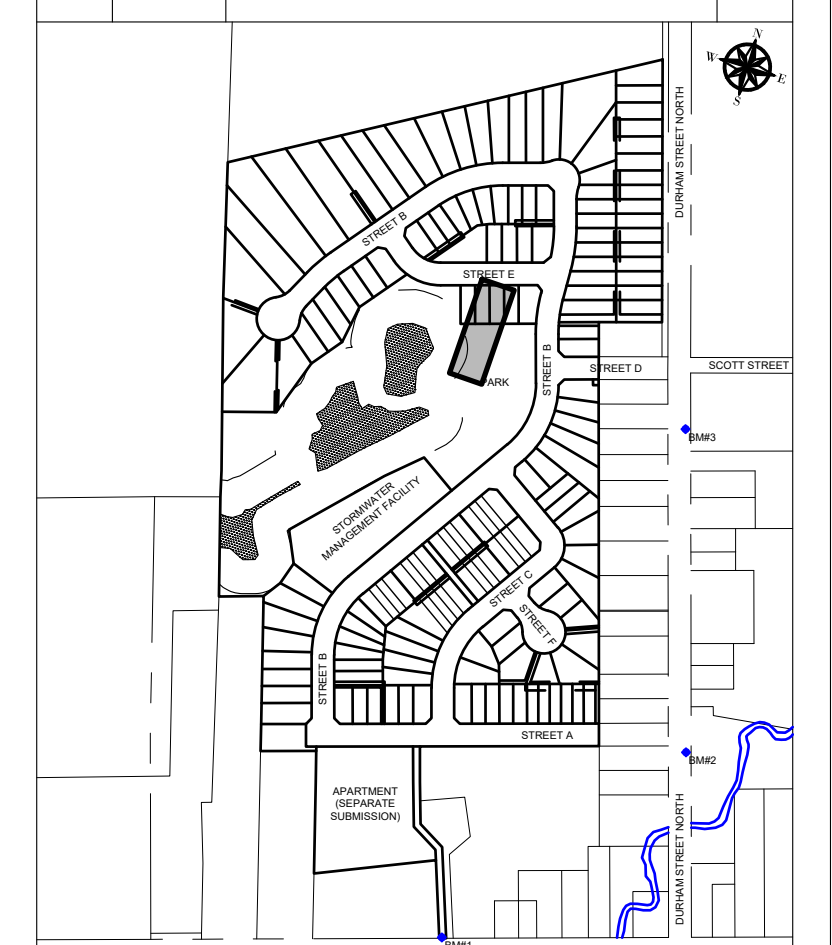 N
W
E
S
DURHAM STREET NORTH
STREET B
STREET E
STREET B
STREET D
SCOTT STREET
PARK
BM#3
STORMWATER
MANAGEMENT FACILITY
STREET C
STREET F
STREET B
STREET A
BM#2
APARTMENT
(SEPARATE
SUBMISSION)
DURHAM STREET NORTH
BM#1